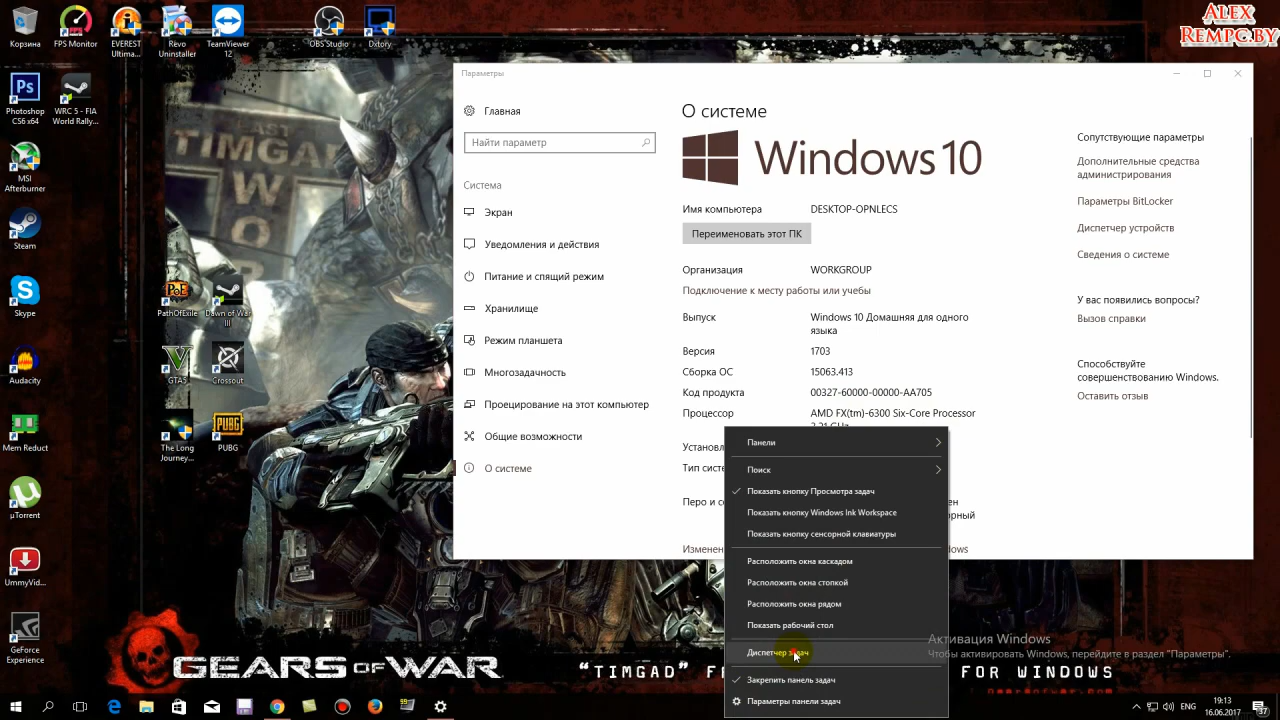 Корзина
FPS Monitor
EVEREST
Ultima...
Revo
Uninstaller
TeamViewer
12
OBS Studio
Dxtory
ALEX
REMPC.BY
Photoshop
CS6 x64
WRC 5 - FIA
World Rally...
MSI
Afterburner
Steam
Skype
PathOfExile
Dawn of War
III
Audacity
GTA5
Crossout
Mem Reduct
The Long
Journey...
PUBG
µTorrent
UmmyVid...
GeForce
Experience
Параметры
Главная
Найти параметр
Система
Экран
Уведомления и действия
Питание и спящий режим
Хранилище
Режим планшета
Многозадачность
Проецирование на этот компьютер
Общие возможности
О системе
О системе
Windows 10
Имя компьютера DESKTOP-OPNLECS
Переименовать этот ПК
Организация WORKGROUP
Подключение к месту работы или учебы
Выпуск Windows 10 Домашняя для одного
языка
Версия 1703
Сборка ОС 15063.413
Код продукта 00327-60000-00000-AA705
Процессор AMD FX(tm)-6300 Six-Core Processor
Сопутствующие параметры
Дополнительные средства
администрирования
Параметры BitLocker
Диспетчер устройств
Сведения о системе
У вас появились вопросы?
Вызов справки
Способствуйте
совершенствованию Windows.
Оставить отзыв
Панели
Поиск
Показать кнопку Просмотра задач
Показать кнопку Windows Ink Workspace
Показать кнопку сенсорной клавиатуры
Расположить окна каскадом
Расположить окна стопкой
Расположить окна рядом
Показать рабочий стол
Диспетчер задач
Закрепить панель задач
Параметры панели задач
Активация Windows
Чтобы активировать Windows, перейдите в раздел "Параметры".
GEARS OF WAR
“TIMGAD” FOR WINDOWS
ENG
19:13
16.06.2017
37